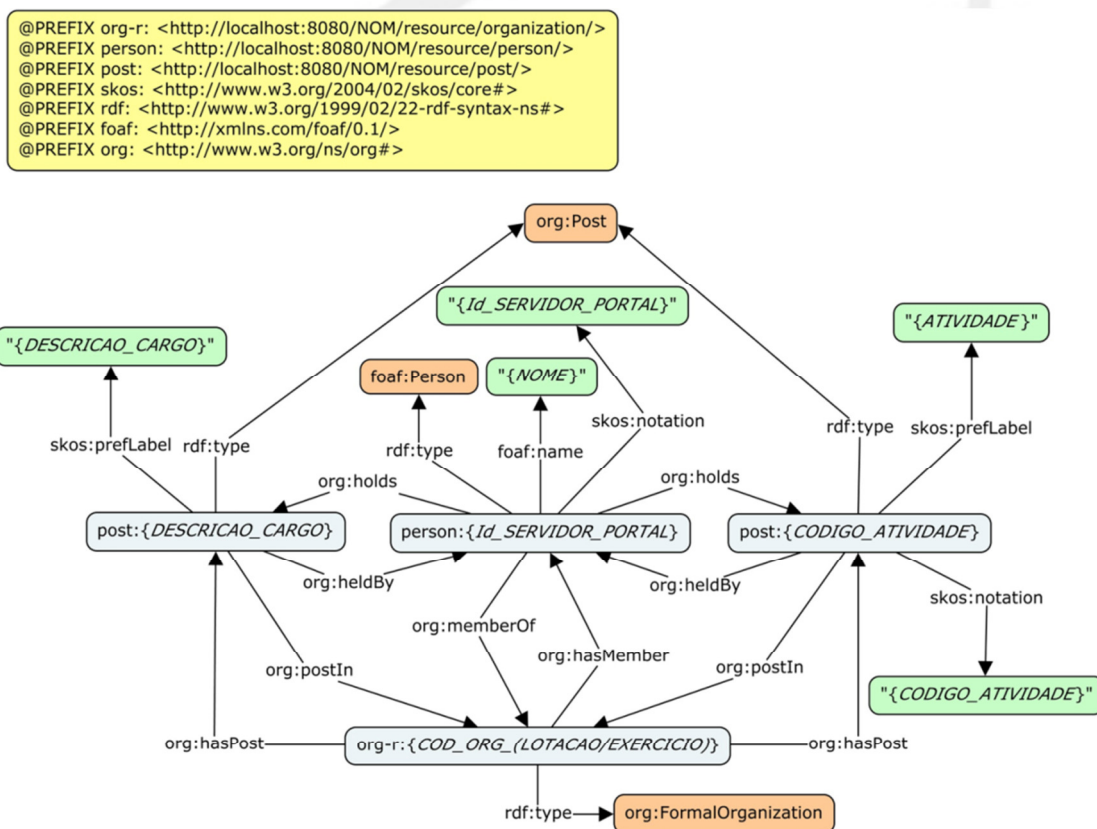 @PREFIX org-r: <http://localhost:8080/NOM/resource/organization/>
@PREFIX person: <http://localhost:8080/NOM/resource/person/>
@PREFIX post: <http://localhost:8080/NOM/resource/post/>
@PREFIX skos: <http://www.w3.org/2004/02/skos/core#>
@PREFIX rdf: <http://www.w3.org/1999/02/22-rdf-syntax-ns#>
@PREFIX foaf: <http://xmlns.com/foaf/0.1/>
@PREFIX org: <http://www.w3.org/ns/org#>
org:Post
"{Id_SERVIDOR_PORTAL}"
"{ATIVIDADE}"
"{DESCRICAO_CARGO}"
foaf:Person
"{NOME}"
skos:notation
rdf:type
skos:prefLabel
skos:prefLabel
rdf:type
rdf:type
foaf:name
org:holds
org:holds
post:{DESCRICAO_CARGO}
person:{Id_SERVIDOR_PORTAL}
post:{CODIGO_ATIVIDADE}
org:heldBy
org:heldBy
skos:notation
org:memberOf
org:hasMember
org:postIn
org:postIn
"{CODIGO_ATIVIDADE}"
org:hasPost
org-r:{COD_ORG_(LOTACAO/EXERCICIO)}
org:hasPost
rdf:type
org:FormalOrganization